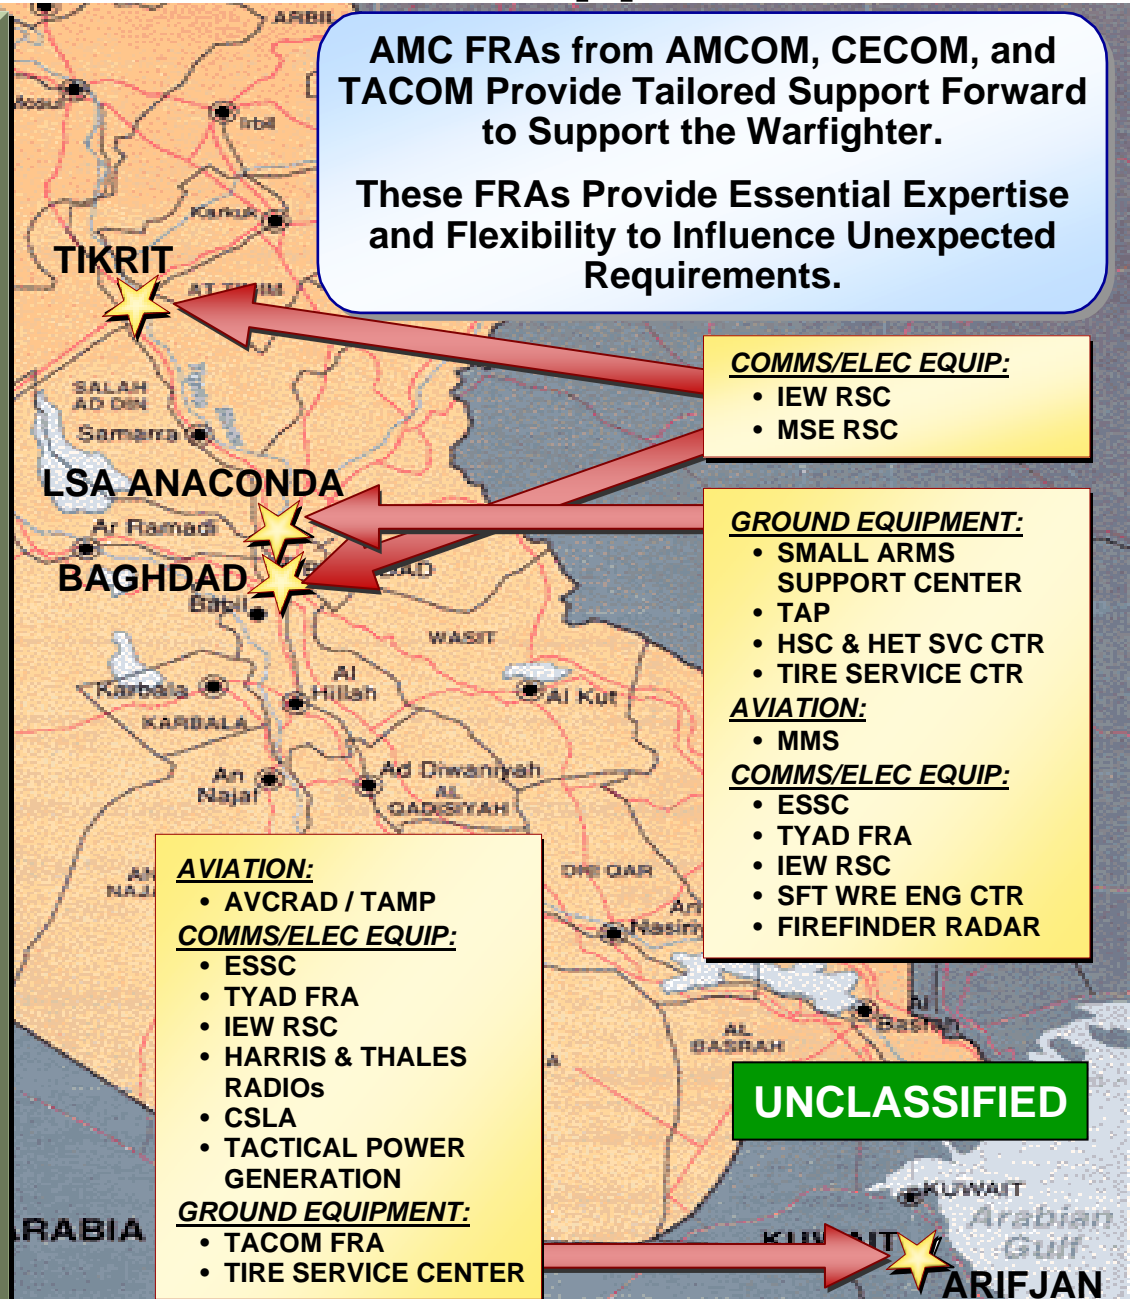 ARBIL
AMC FRAs from AMCOM, CECOM, and
TACOM Provide Tailored Support Forward
to Support the Warfighter.
These FRAs Provide Essential Expertise
and Flexibility to Influence Unexpected
Requirements.
Mosul
Irbil
Karkuk
TIKRIT
COMMS/ELEC EQUIP:
• IEW RSC
• MSE RSC
SALAH
AD DIN
Samarra
Tigris
LSA ANACONDA
Ar Ramadi
BAGHDAD
Babil
WASIT
GROUND EQUIPMENT:
• SMALL ARMS
SUPPORT CENTER
• TAP
• HSC & HET SVC CTR
• TIRE SERVICE CTR
AVIATION:
• MMS
COMMS/ELEC EQUIP:
• ESSC
• TYAD FRA
• IEW RSC
• SFT WRE ENG CTR
• FIREFINDER RADAR
Karbala
KARBALA
Al
Hillah
Al Kut
An
Najaf
Ad Diwaniyah
AL
QADISIYAH
DHI QAR
AVIATION:
• AVCRAD / TAMP
COMMS/ELEC EQUIP:
• ESSC
• TYAD FRA
• IEW RSC
• HARRIS & THALES
RADIOs
• CSLA
• TACTICAL POWER
GENERATION
GROUND EQUIPMENT:
• TACOM FRA
• TIRE SERVICE CENTER
AL
BASRAH
UNCLASSIFIED
KUWAIT
Arabian
Gulf
KUWAIT
ARABIA
ARIFJAN